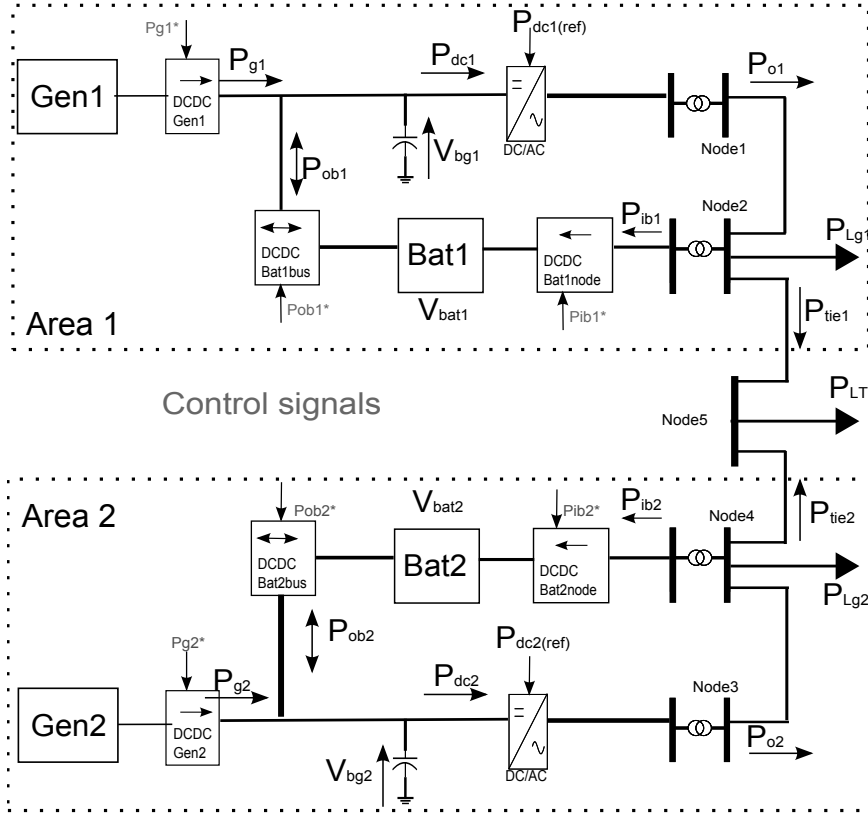 Pg1*
Pdc1(ref)
Pg1
Pdc1
Po1
Gen1
DCDC
Gen1
Vbg1
DC/AC
Node1
Pob1
Node2
Pib1
PLg1
DCDC
Bat1bus
Bat1
DCDC
Bat1node
Vbat1
Pob1*
Pib1*
Ptie1
Area 1
Control signals
PLT
Node5
Area 2
Pob2*
Vbat2
Pib2*
Pib2
Node4
Ptie2
DCDC
Bat2bus
Bat2
DCDC
Bat2node
PLg2
Pob2
Pg2*
Pg2
Pdc2
Pdc2(ref)
Node3
Gen2
DCDC
Gen2
Po2
Vbg2
DC/AC